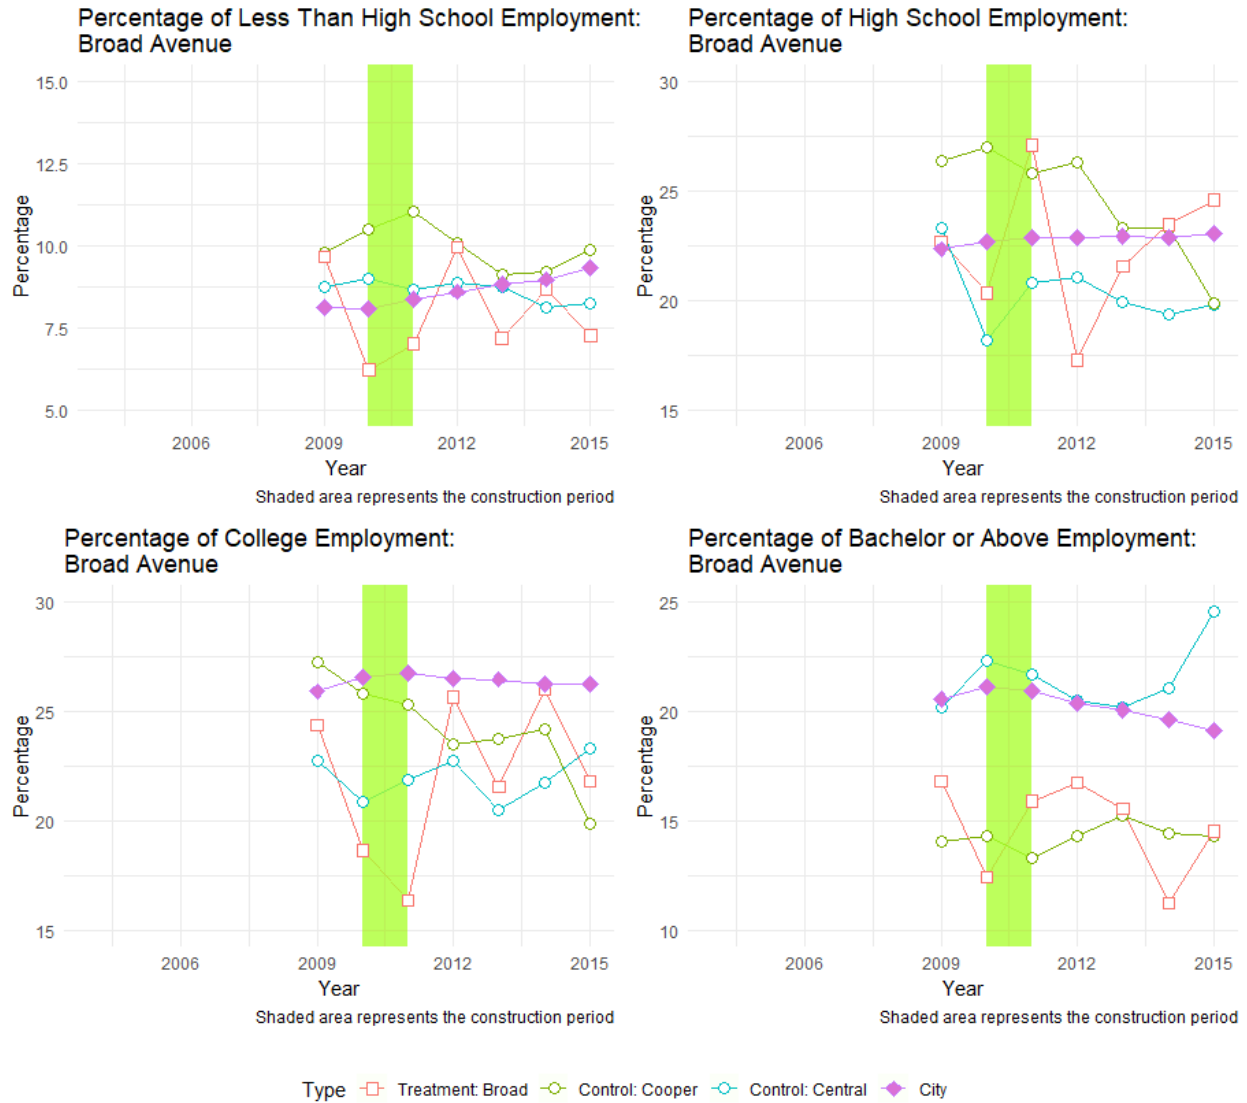 Percentage of Less Than High School Employment:
Broad Avenue
15.0
12.5
10.0
7.5
5.0
Percentage
2006 2009 2012 2015
Year
Shaded area represents the construction period
Percentage of High School Employment:
Broad Avenue
30
25
20
15
Percentage
2006 2009 2012 2015
Year
Shaded area represents the construction period
Percentage of College Employment:
Broad Avenue
30
25
20
15
Percentage
2006 2009 2012 2015
Year
Shaded area represents the construction period
Percentage of Bachelor or Above Employment:
Broad Avenue
25
20
15
10
Percentage
2006 2009 2012 2015
Year
Shaded area represents the construction period
Type Treatment: Broad Control: Cooper Control: Central City